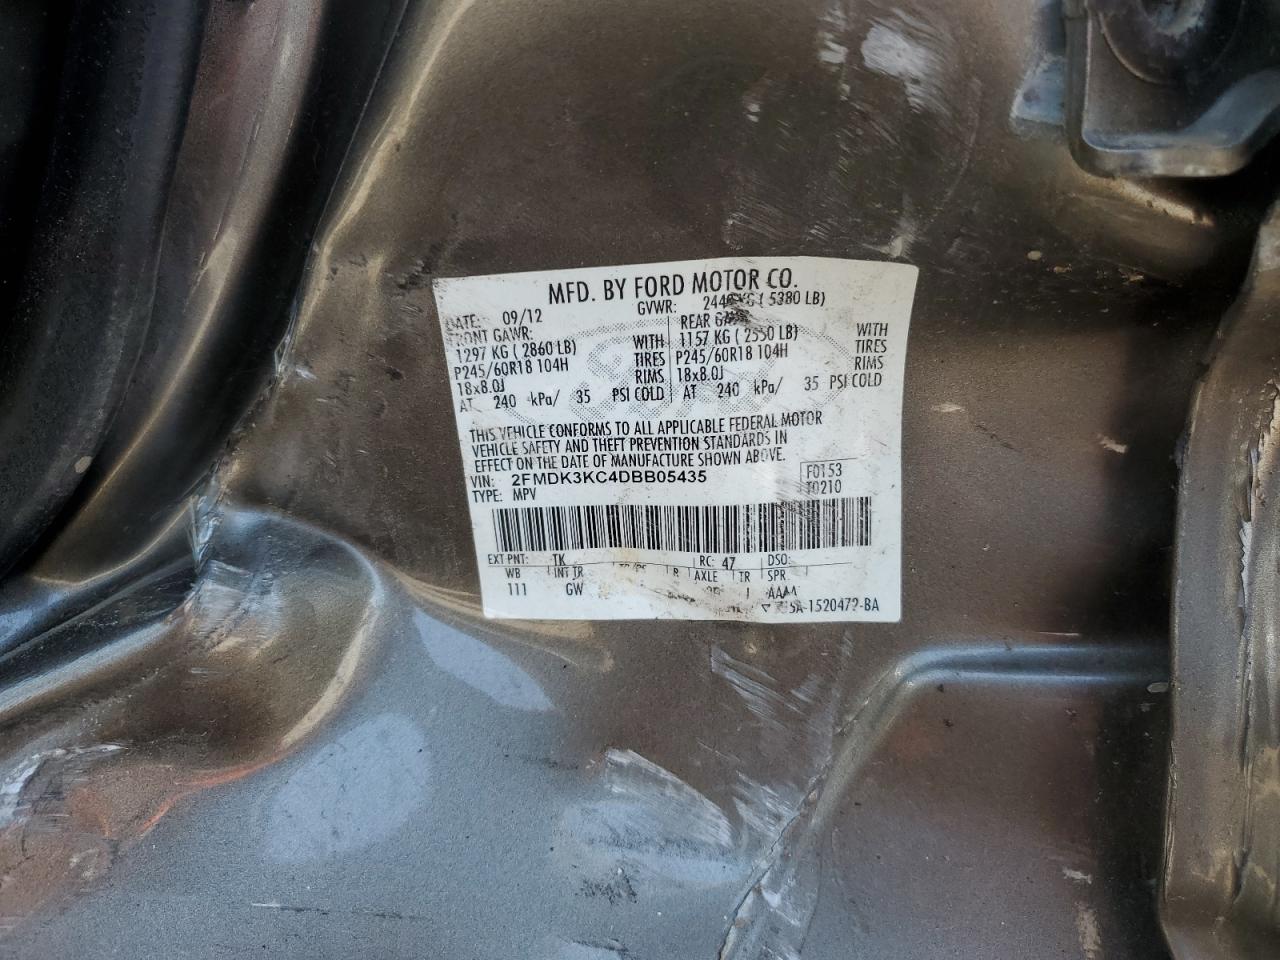 MFD. BY FORD MOTOR CO.
DATE: 09/12 GVWR: ( 5380 LB)
FRONT GAWR: REAR
1297 KG ( 2860 LB) WITH 1157 KG ( 2550 LB) WITH
P245/60R18 104H TIRES P245/60R18 104H TIRES
18x8.0J RIMS 18x8.0J RIMS
AT 240 kPa/ 35 PSI COLD AT 240 kPa/ 35 PSI COLD
THIS VEHICLE CONFORMS TO ALL APPLICABLE FEDERAL MOTOR
VEHICLE SAFETY AND THEFT PREVENTION STANDARDS IN
EFFECT ON THE DATE OF MANUFACTURE SHOWN ABOVE.
VIN: 2FMDK3KC4DBB05435 F0153
TYPE: MPV T0210
EXT PNT: TK RC: 47 DSO:
WB INT TR R AXLE TR SPR
111 GW